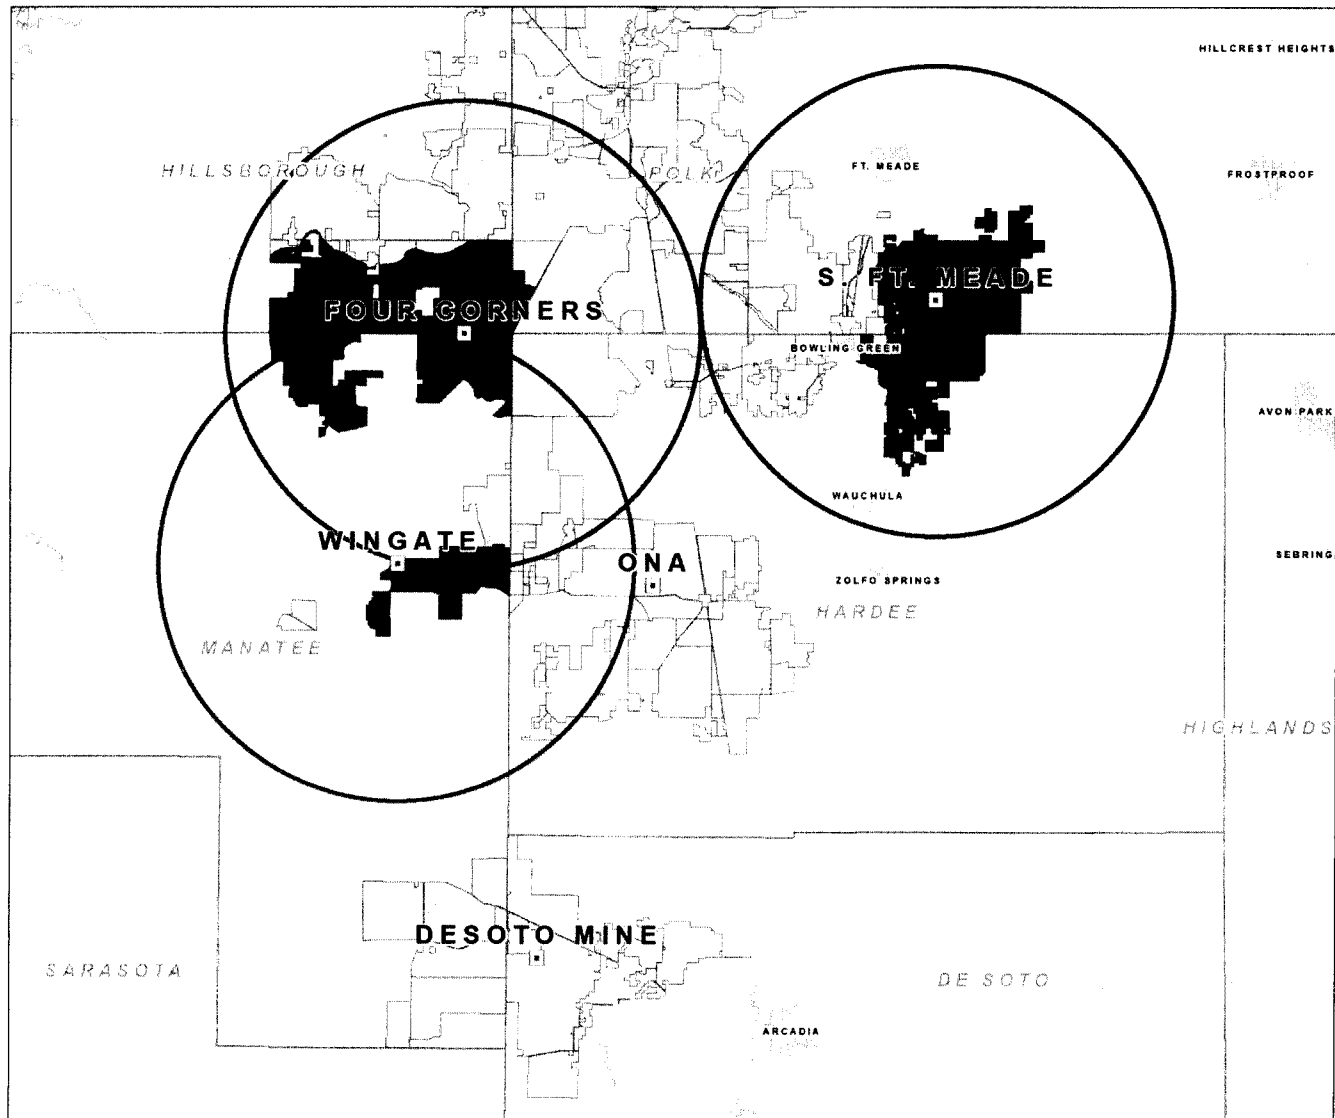 HILLCREST HEIGHTS
HILLSBOROUGH
POLK
FT. MEADE
FROSTPROOF
S. FT. MEADE
FOUR CORNERS
BOWLING GREEN
AVON PARK
WAUCHULA
WINGATE
ONA
SEBRING
ZOLFO SPRINGS
HARDEE
MANATEE
HIGHLANDS
DESOTO MINE
SARASOTA
DE SOTO
ARCADIA